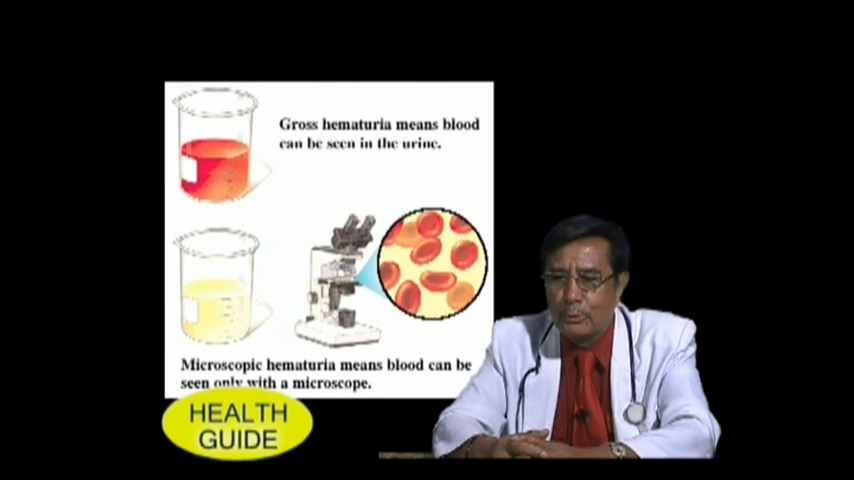 Gross hematuria means blood
can be seen in the urine.
Microscopic hematuria means blood can be
seen only with a microscope.
HEALTH
GUIDE